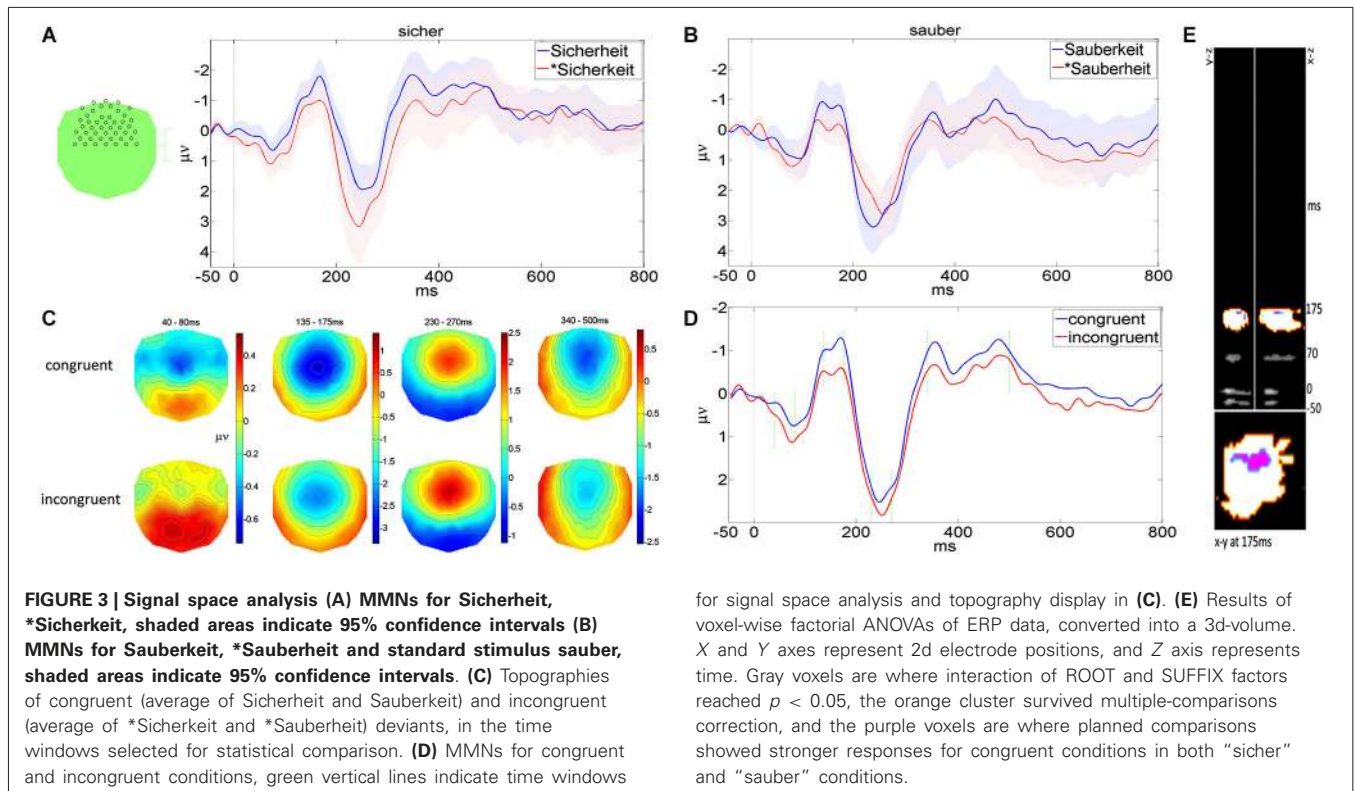 A
sicher
Sicherheit
*Sicherkeit
-2
-1
0
1
2
3
4
μv
-50 0 200 400 600 800
ms
B
sauber
Sauberkeit
*Sauberheit
-2
-1
0
1
2
3
4
μv
-50 0 200 400 600 800
ms
C
40 - 80ms 135 - 175ms 230 - 270ms 340 - 500ms
congruent
incongruent
0.4
0.2
0
-0.2
-0.4
-0.6
μv
1
0.5
0
-0.5
-1
-1.5
-2
-2.5
-3
2.5
2
1.5
1
0.5
0
-0.5
-1
0.5
0
-0.5
-1
-1.5
-2
-2.5
D
congruent
incongruent
-2
-1
0
1
2
μv
-50 0 200 400 600 800
ms
E
y-z
x-z
ms
175
70
0
-50
x-y at 175ms
FIGURE 3 | Signal space analysis (A) MMNs for Sicherheit,
*Sicherkeit, shaded areas indicate 95% confidence intervals (B)
MMNs for Sauberkeit, *Sauberheit and standard stimulus sauber,
shaded areas indicate 95% confidence intervals. (C) Topographies
of congruent (average of Sicherheit and Sauberkeit) and incongruent
(average of *Sicherkeit and *Sauberheit) deviants, in the time
windows selected for statistical comparison. (D) MMNs for congruent
and incongruent conditions, green vertical lines indicate time windows
for signal space analysis and topography display in (C). (E) Results of
voxel-wise factorial ANOVAs of ERP data, converted into a 3d-volume.
X and Y axes represent 2d electrode positions, and Z axis represents
time. Gray voxels are where interaction of ROOT and SUFFIX factors
reached p < 0.05, the orange cluster survived multiple-comparisons
correction, and the purple voxels are where planned comparisons
showed stronger responses for congruent conditions in both “sicher”
and “sauber” conditions.